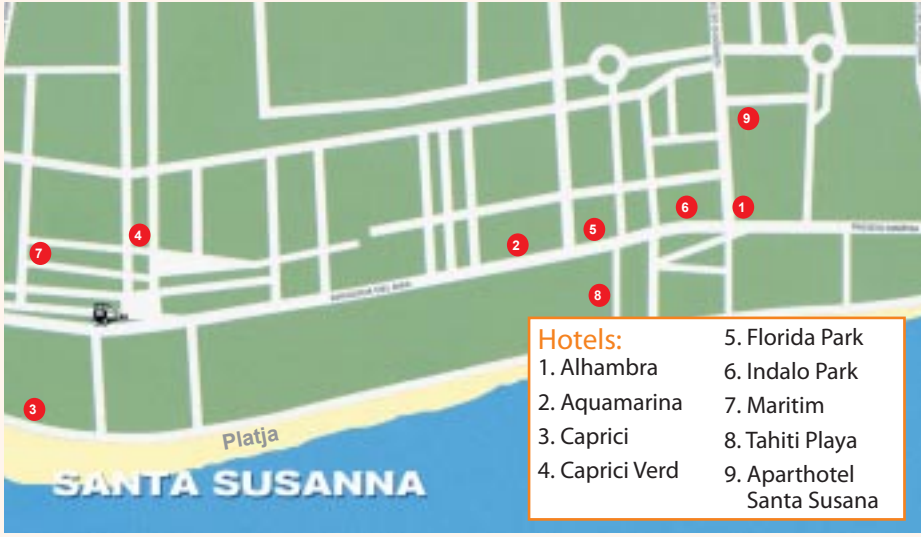 9
6
1
4
5
2
7
8
3
Platja
SANTA SUSANNA
Hotels:
1. Alhambra
2. Aquamarina
3. Caprici
4. Caprici Verd
5. Florida Park
6. Indalo Park
7. Maritim
8. Tahiti Playa
9. Aparthotel
Santa Susana